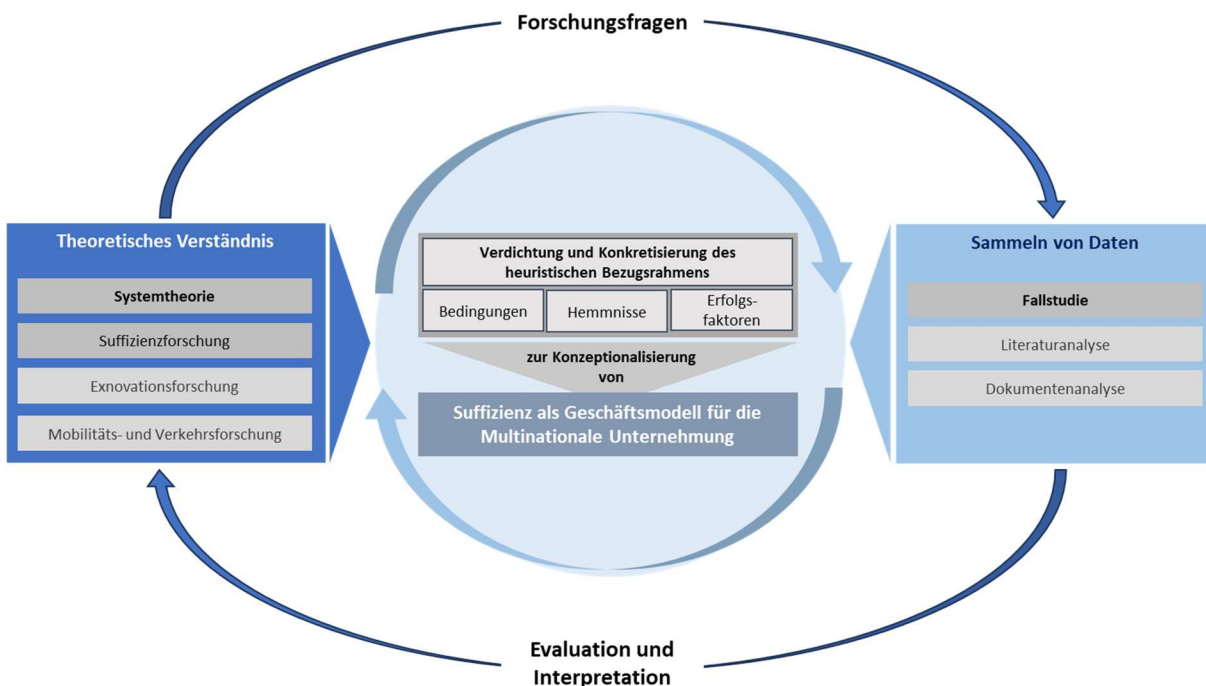 Forschungsfragen
Theoretisches Verständnis
Systemtheorie
Suffizienzforschung
Exnovationsforschung
Mobilitäts- und Verkehrsforschung
Verdichtung und Konkretisierung des
heuristischen Bezugsrahmens
Bedingungen
Hemmnisse
Erfolgs-
faktoren
zur Konzeptionalisierung
von
Suffizienz als Geschäftsmodell für die
Multinationale Unternehmung
Sammeln von Daten
Fallstudie
Literaturanalyse
Dokumentenanalyse
Evaluation und
Interpretation